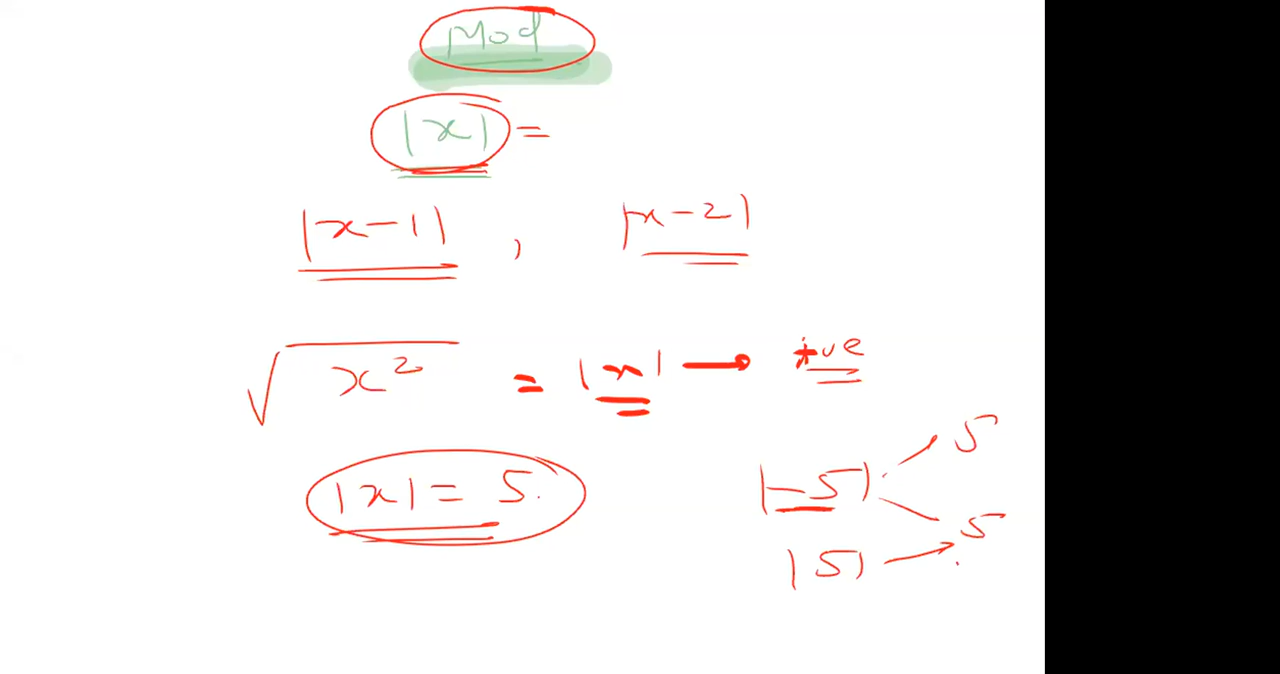 Mod
|x| =
|x-1| , |x-2|
√x² = |x| → +ve
5
|x| = 5.
|-5|
5
|5| →